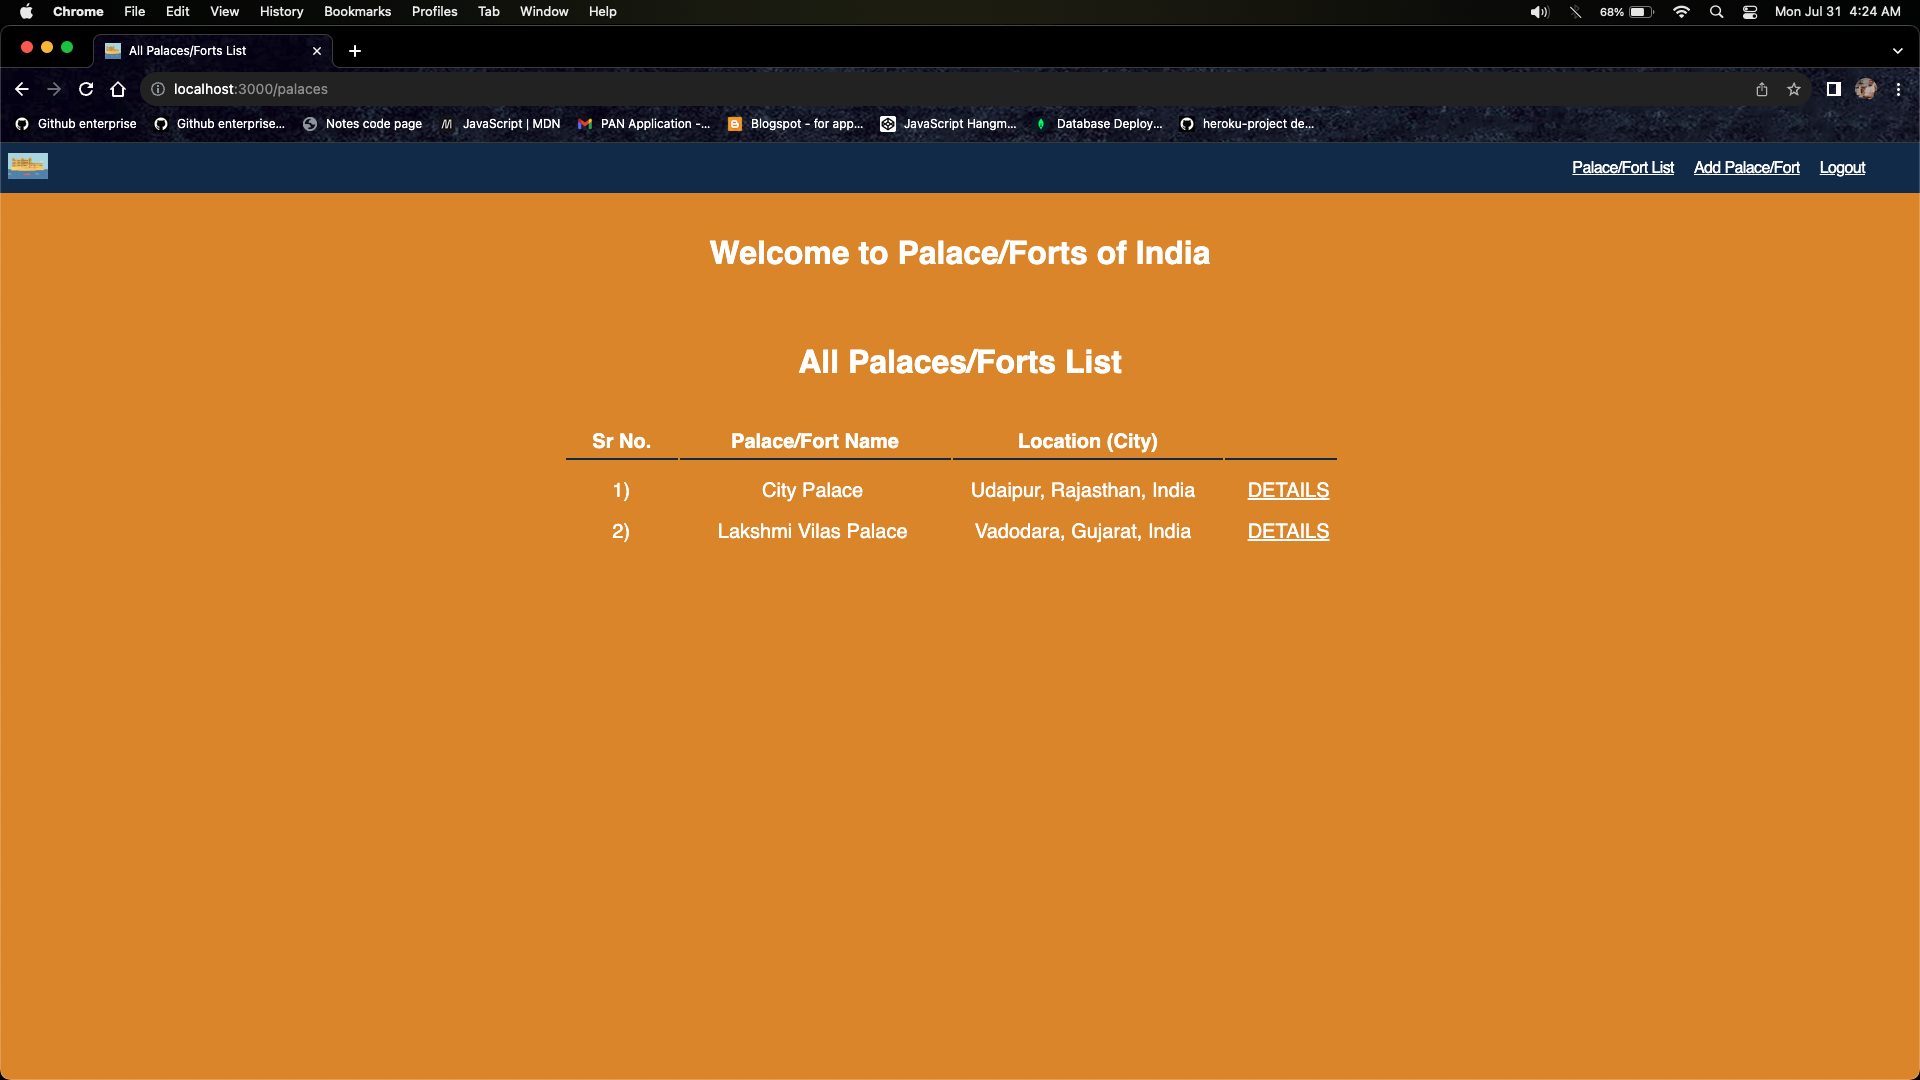 Chrome File Edit View History Bookmarks Profiles Tab Window Help 68% Mon Jul 31 4:24 AM
All Palaces/Forts List
localhost:3000/palaces
Github enterprise Github enterprise... Notes code page JavaScript | MDN PAN Application -... Blogspot - for app... JavaScript Hangm... Database Deploy... heroku-project de...
Palace/Fort List Add Palace/Fort Logout
Welcome to Palace/Forts of India
All Palaces/Forts List
Sr No. Palace/Fort Name Location (City)
1) City Palace Udaipur, Rajasthan, India DETAILS
2) Lakshmi Vilas Palace Vadodara, Gujarat, India DETAILS